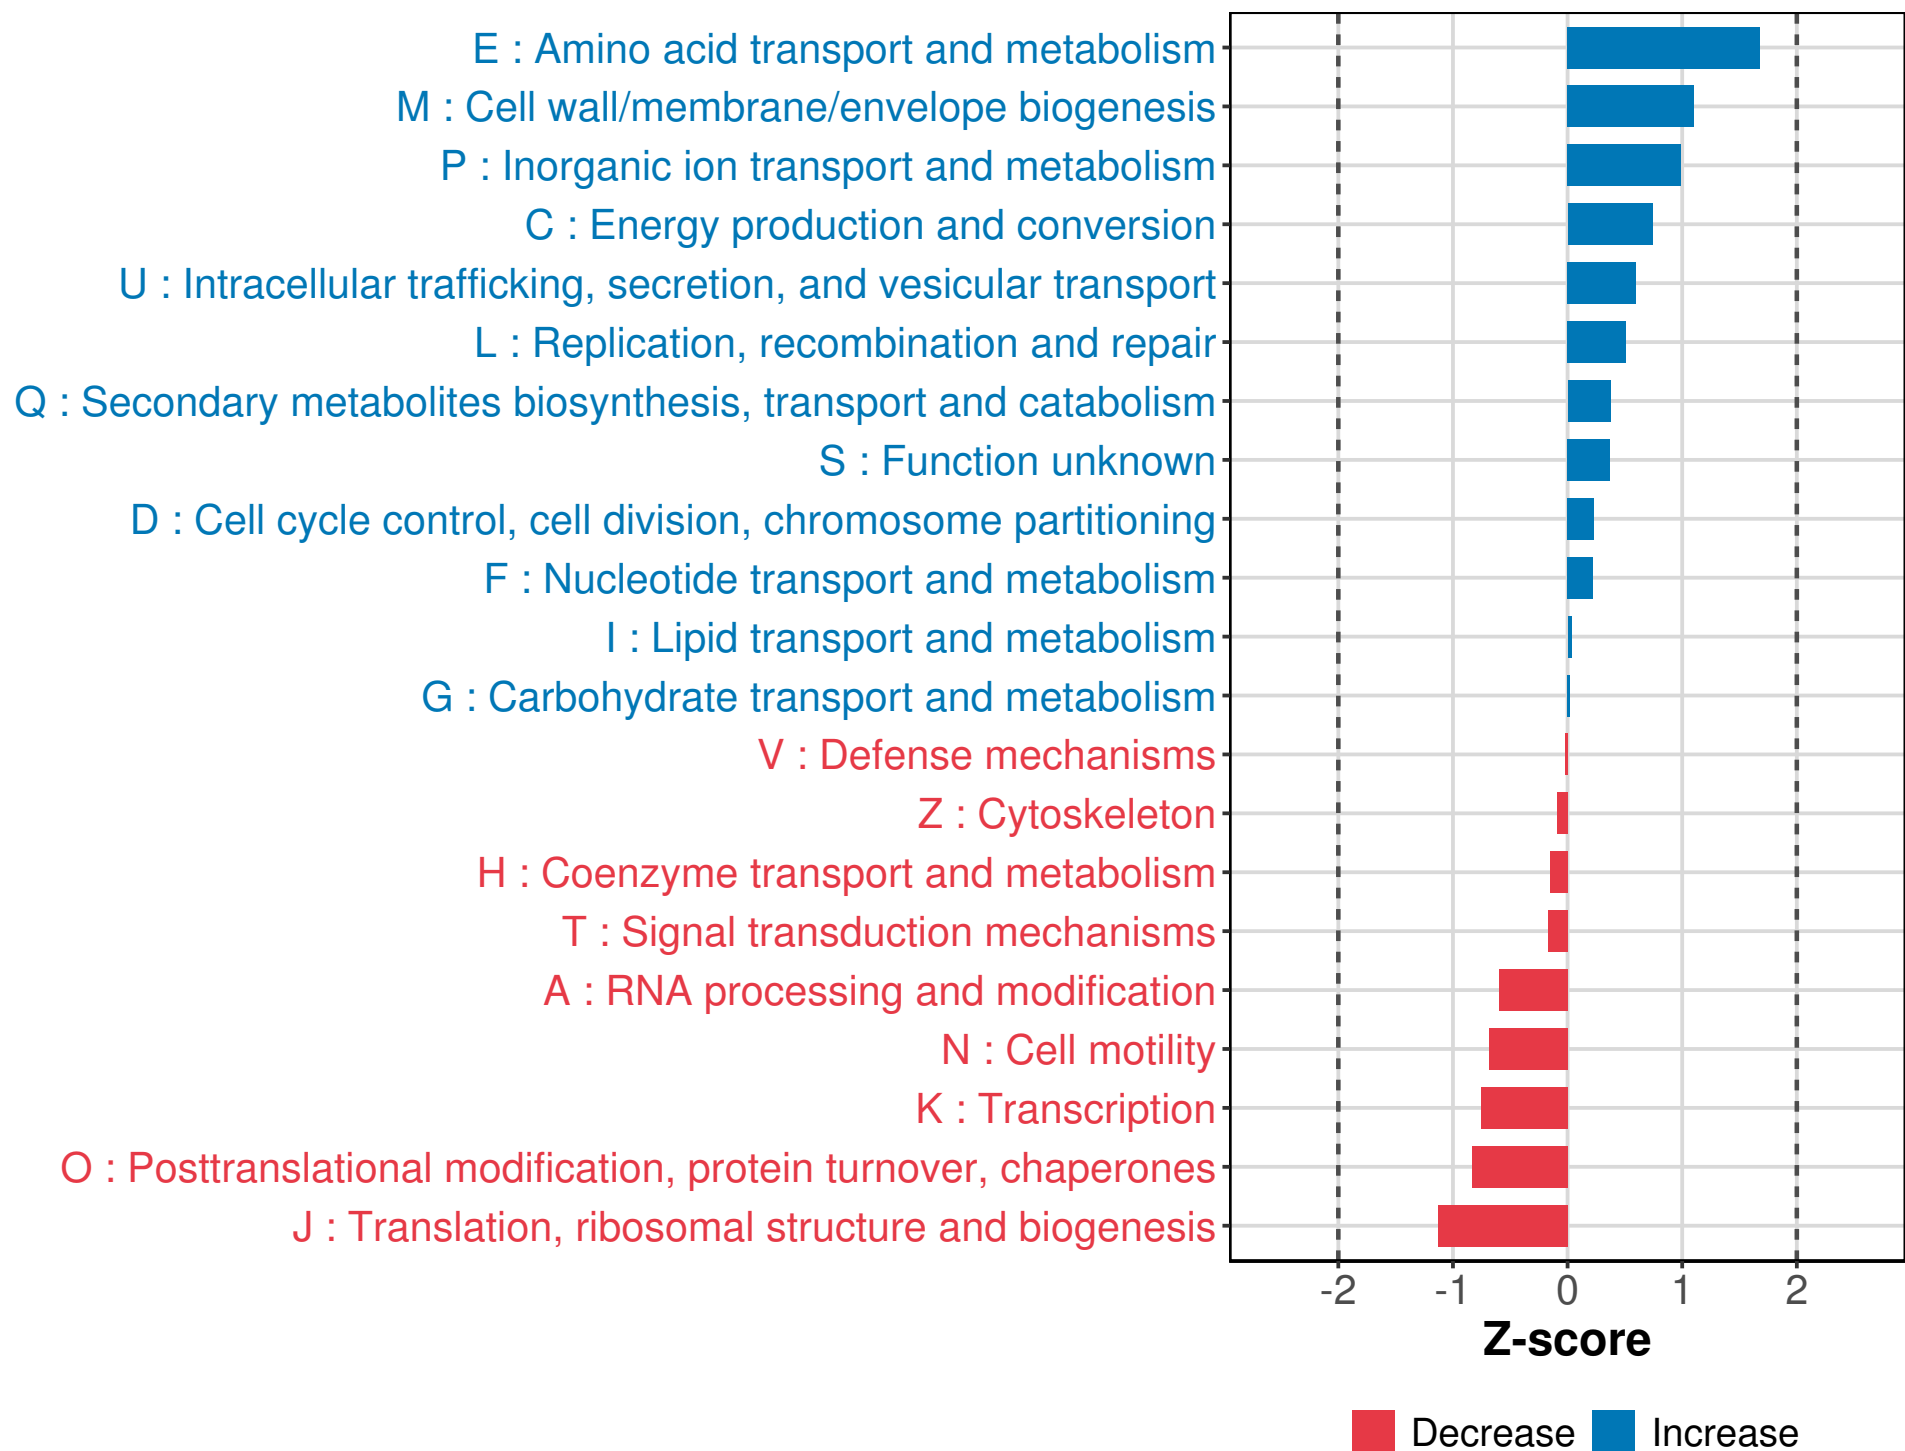 E : Amino acid transport and metabolism
M : Cell wall/membrane/envelope biogenesis
P : Inorganic ion transport and metabolism
C : Energy production and conversion
U : Intracellular trafficking, secretion, and vesicular transport
L : Replication, recombination and repair
Q : Secondary metabolites biosynthesis, transport and catabolism
S : Function unknown
D : Cell cycle control, cell division, chromosome partitioning
F : Nucleotide transport and metabolism
I : Lipid transport and metabolism
G : Carbohydrate transport and metabolism
V : Defense mechanisms
Z : Cytoskeleton
H : Coenzyme transport and metabolism
T : Signal transduction mechanisms
A : RNA processing and modification
N : Cell motility
K : Transcription
O : Posttranslational modification, protein turnover, chaperones
J : Translation, ribosomal structure and biogenesis
-2 -1 0 1 2
Z-score
Decrease Increase